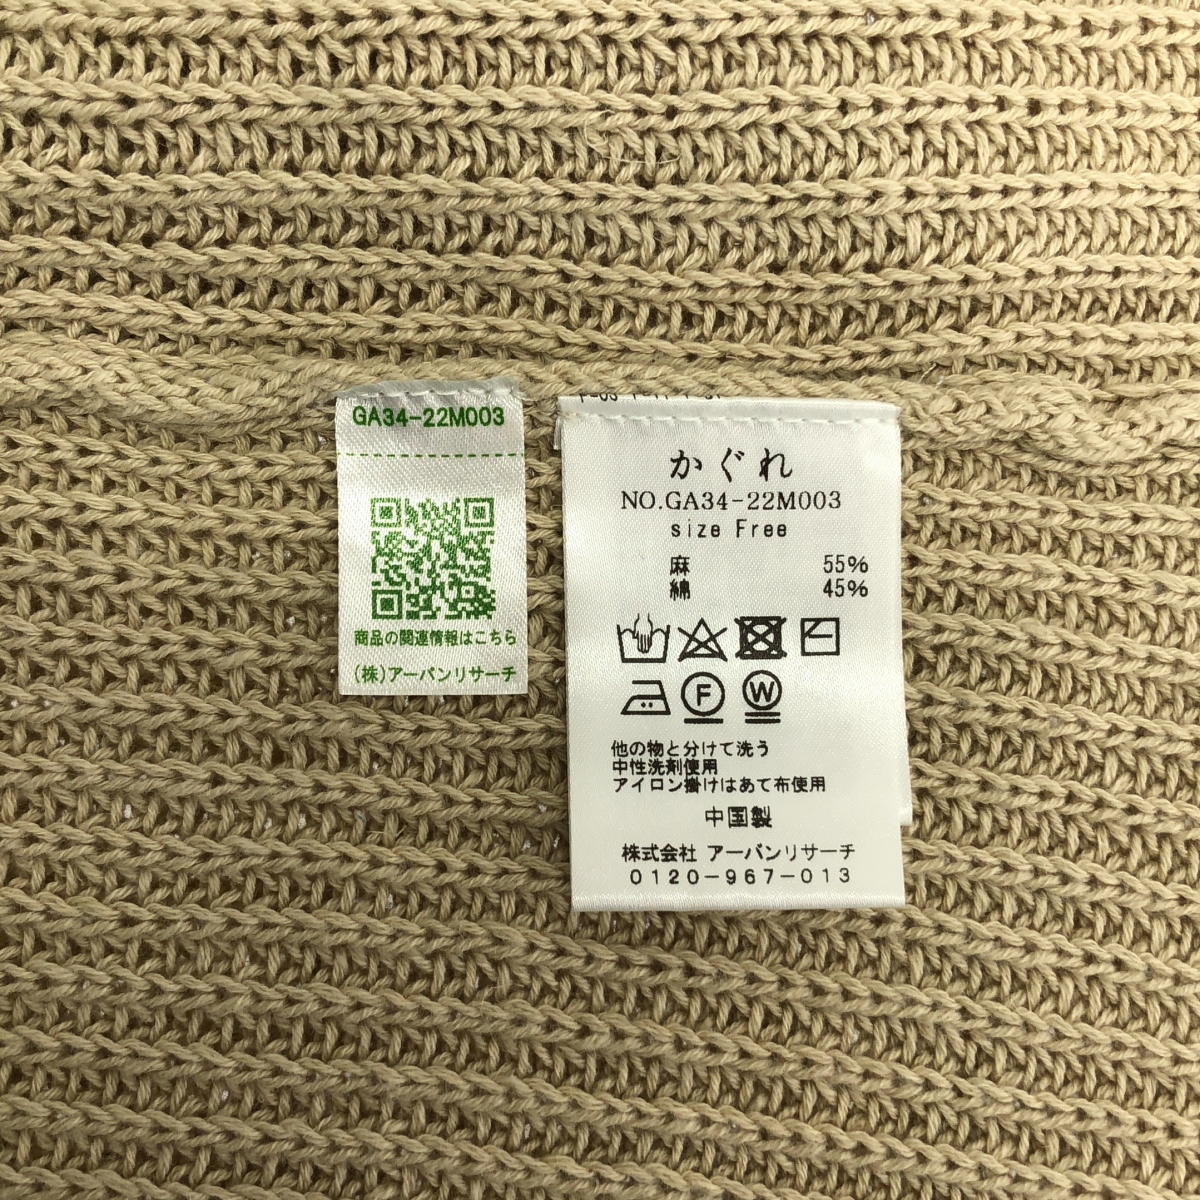 GA34-22M003
商品の関連情報はこちら
(株)アーバンリサーチ
かぐれ
NO.GA34-22M003
size Free
麻 55%
綿 45%
F
W
他の物と分けて洗う
中性洗剤使用
アイロン掛けはあて布使用
中国製
株式会社 アーバンリサーチ
0120-967-013